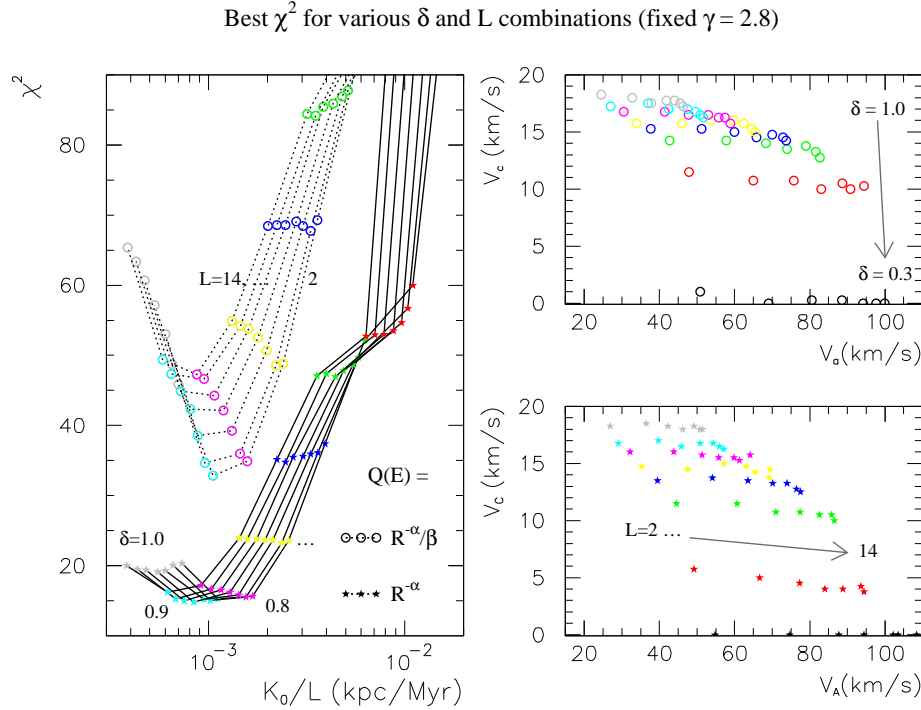 Best χ² for various δ and L combinations (fixed γ = 2.8)
χ²
80
60
40
20
10⁻³
10⁻²
K₀/L (kpc/Myr)
L=14, ...
2
Q(E) =
R^-α/β
R^-α
δ=1.0
0.9
0.8
...
V_c (km/s)
20
15
10
5
0
20
40
60
80
100
V_a(km/s)
δ = 1.0
δ = 0.3
V_c (km/s)
20
15
10
5
0
20
40
60
80
100
V_A(km/s)
L=2 ...
14